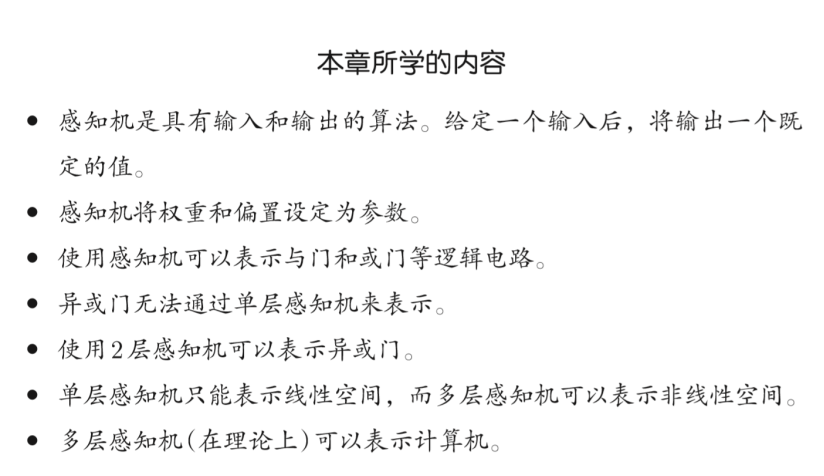 本章所学的内容
● 感知机是具有输入和输出的算法。给定一个输入后，将输出一个既
定的值。
● 感知机将权重和偏置设定为参数。
● 使用感知机可以表示与门和或门等逻辑电路。
● 异或门无法通过单层感知机来表示。
● 使用2层感知机可以表示异或门。
● 单层感知机只能表示线性空间，而多层感知机可以表示非线性空间。
● 多层感知机(在理论上)可以表示计算机。